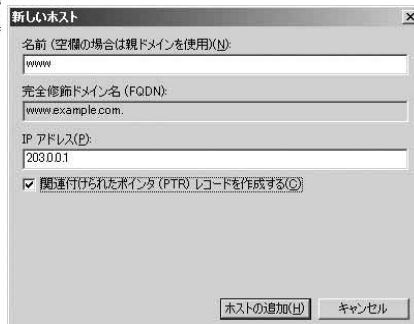 新しいホスト
名前（空欄の場合は親ドメインを使用）(N):
www
完全修飾ドメイン名 (FQDN):
www.example.com.
IP アドレス(P):
203.0.0.1
関連付けられたポインタ (PTR) レコードを作成する(C)
ホストの追加(H) キャンセル